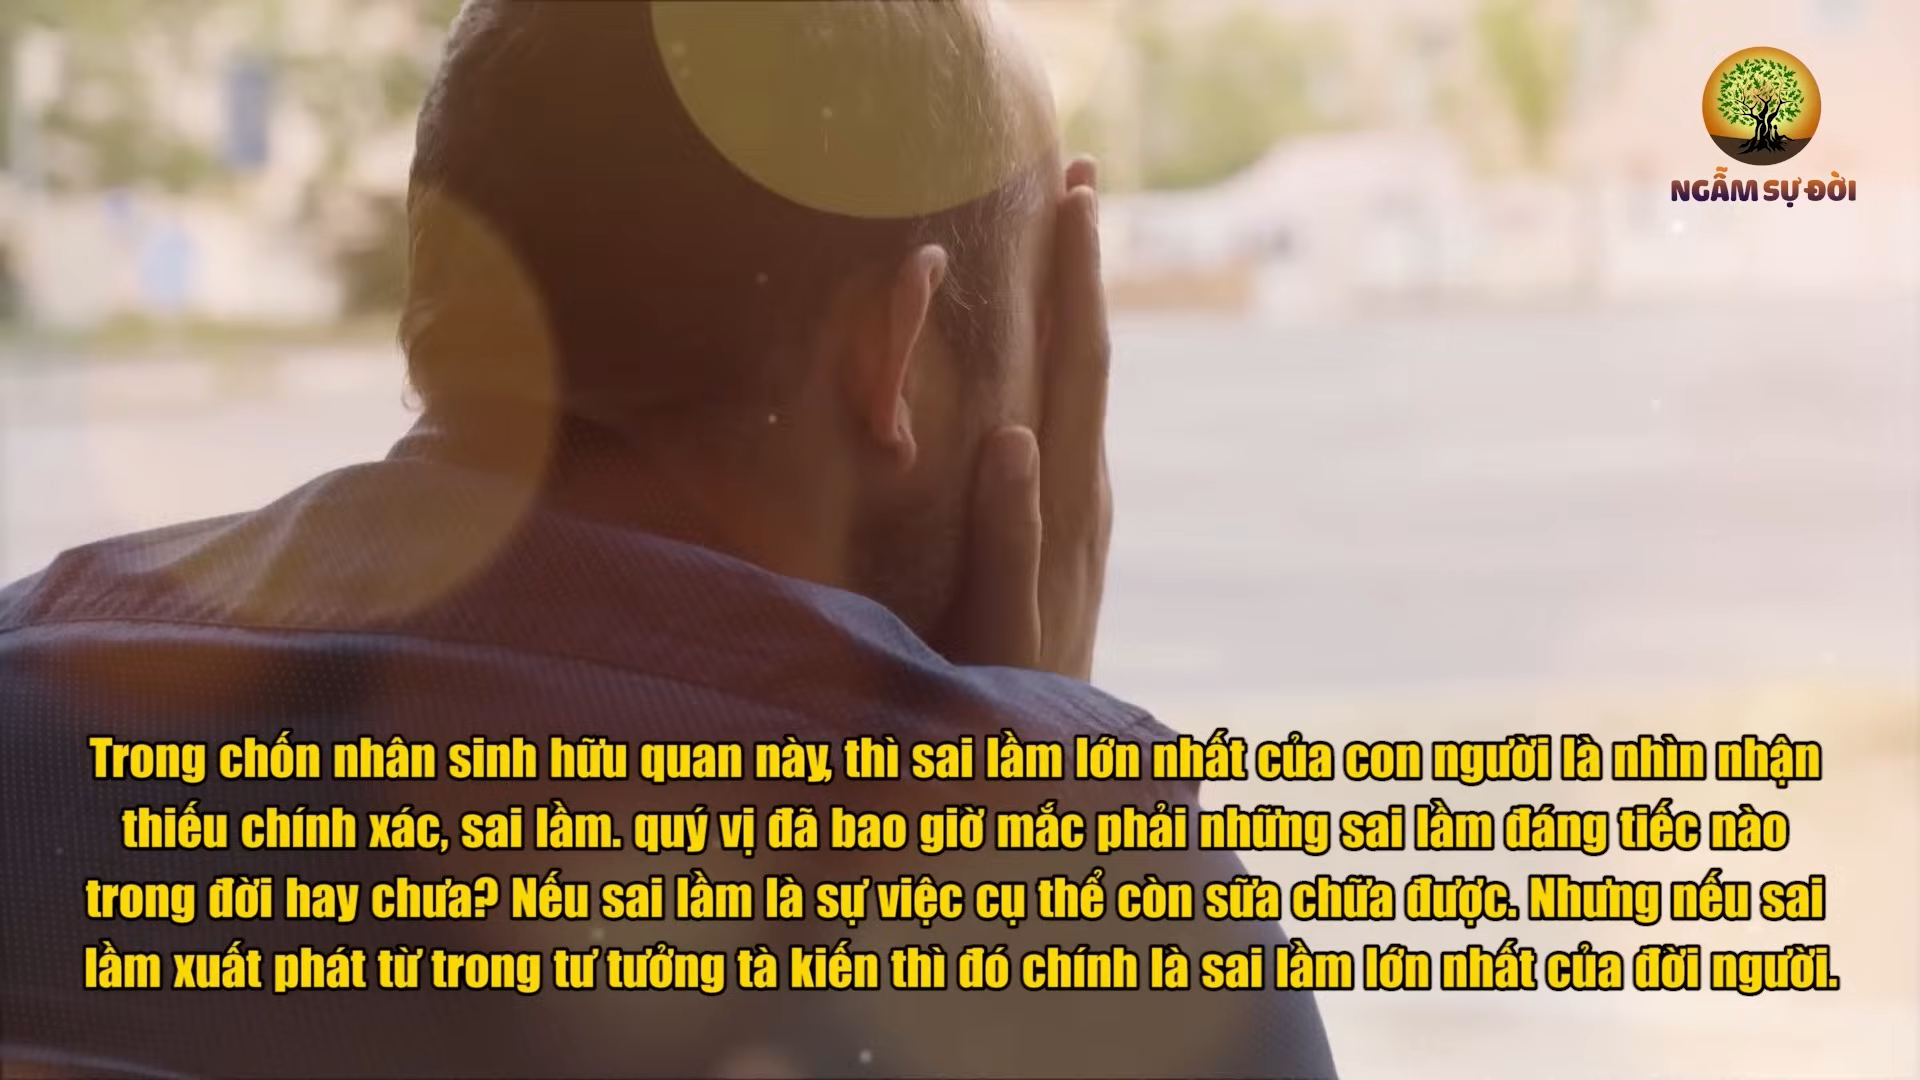 NGẪM SỰ ĐỜI
Trong chốn nhân sinh hữu quan này, thì sai lầm lớn nhất của con người là nhìn nhận
thiếu chính xác, sai lầm. quý vị đã bao giờ mắc phải những sai lầm đáng tiếc nào
trong đời hay chưa? Nếu sai lầm là sự việc cụ thể còn sữa chữa được. Nhưng nếu sai
lầm xuất phát từ trong tư tưởng tà kiến thì đó chính là sai lầm lớn nhất của đời người.